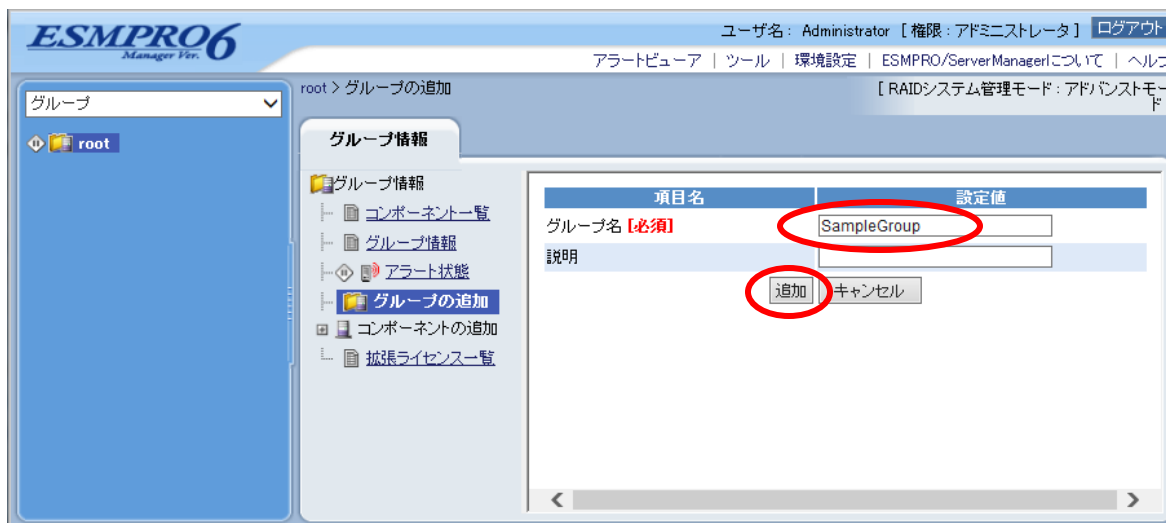 ESMPRO6
Manager Ver.
ユーザ名: Administrator [ 権限 : アドミニストレータ ] ログアウト
アラートビューア | ツール | 環境設定 | ESMPRO/ServerManagerについて | ヘルプ
グループ
root > グループの追加
[ RAIDシステム管理モード : アドバンストモード
root
グループ情報
グループ情報
コンポーネント一覧
グループ情報
アラート状態
グループの追加
コンポーネントの追加
拡張ライセンス一覧
項目名 設定値
グループ名 [必須] SampleGroup
説明
追加 キャンセル